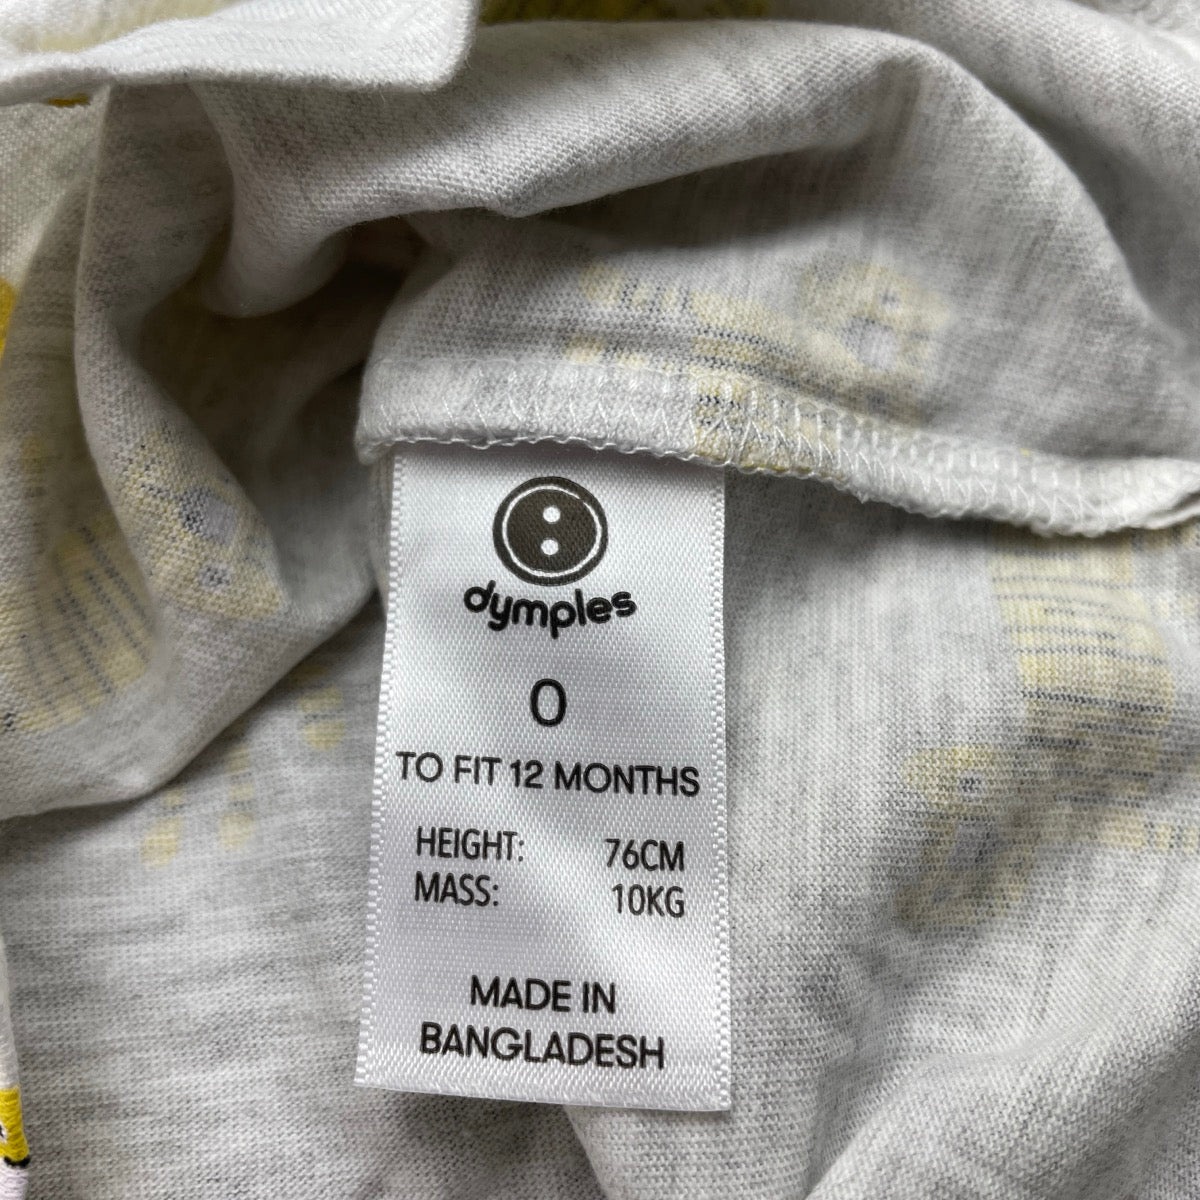 dymples
0
TO FIT 12 MONTHS
HEIGHT: 76CM
MASS: 10KG
MADE IN
BANGLADESH